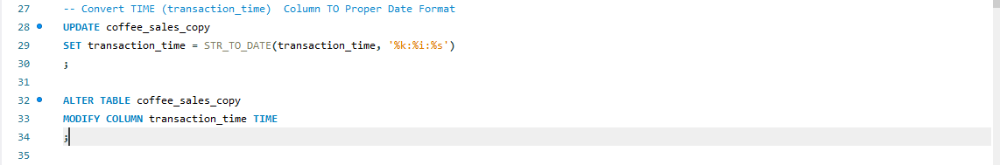 27 -- Convert TIME (transaction_time)  Column TO Proper Date Format
28 UPDATE coffee_sales_copy
29 SET transaction_time = STR_TO_DATE(transaction_time, '%k:%i:%s')
30 ;
31
32 ALTER TABLE coffee_sales_copy
33 MODIFY COLUMN transaction_time TIME
34 ;
35